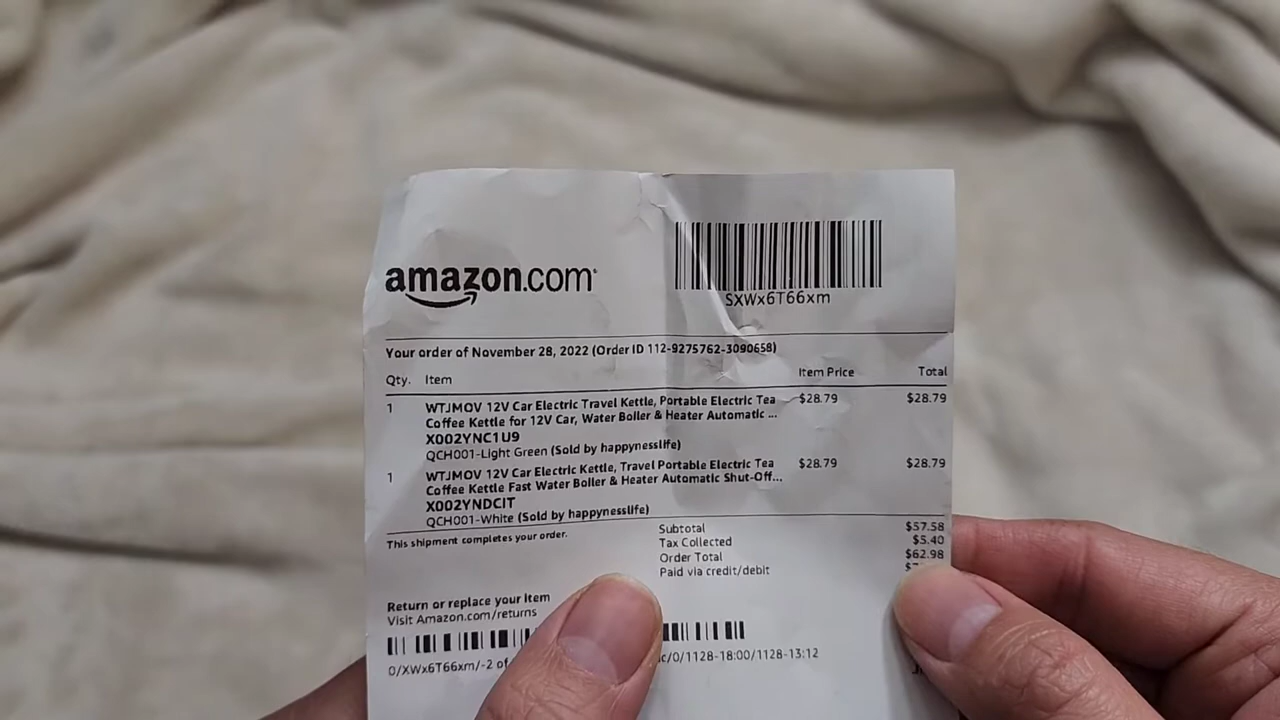 amazon.com
SXWx6T66xm
Your order of November 28, 2022 (Order ID 112-9275762-3090658)
Qty. Item Item Price Total
1 WTJMOV 12V Car Electric Travel Kettle, Portable Electric Tea $28.79 $28.79
Coffee Kettle for 12V Car, Water Boiler & Heater Automatic ...
X002YNC1U9
QCH001-Light Green (Sold by happynesslife)
1 WTJMOV 12V Car Electric Kettle, Travel Portable Electric Tea $28.79 $28.79
Coffee Kettle Fast Water Boiler & Heater Automatic Shut-Off...
X002YNDCIT
QCH001-White (Sold by happynesslife)
This shipment completes your order.
Subtotal $57.58
Tax Collected $5.40
Order Total $62.98
Paid via credit/debit
Return or replace your item
Visit Amazon.com/returns
0/XWx6T66xm/-2 of
/0/1128-18:00/1128-13:12